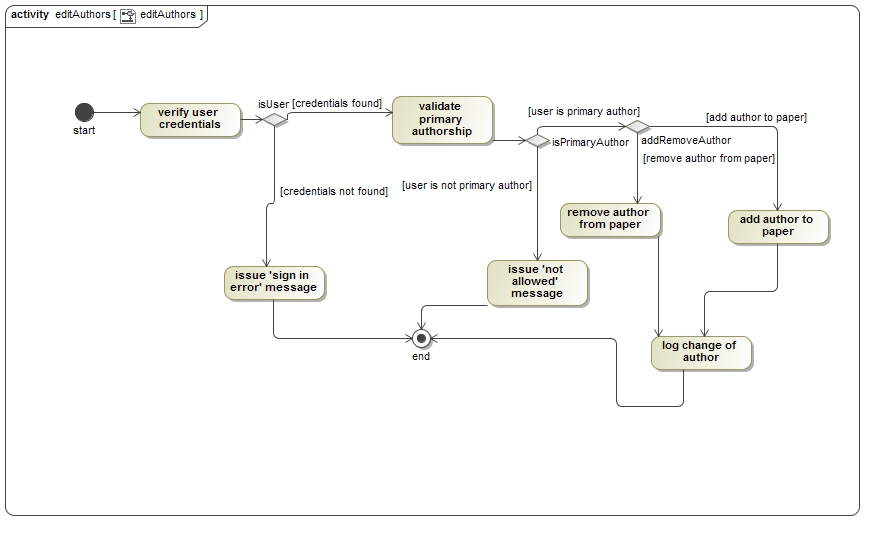 activity editAuthors [ editAuthors ]
start
verify user
credentials
isUser
[credentials found]
validate
primary
authorship
[user is primary author]
isPrimaryAuthor
[add author to paper]
addRemoveAuthor
[remove author from paper]
[credentials not found]
[user is not primary author]
remove author
from paper
add author to
paper
issue 'sign in
error' message
issue 'not
allowed'
message
end
log change of
author